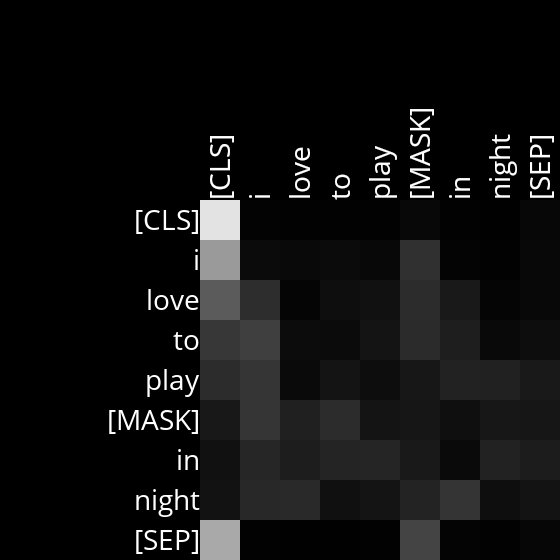 [CLS] i love to play [MASK] in night [SEP]
[CLS]
i
love
to
play
[MASK]
in
night
[SEP]